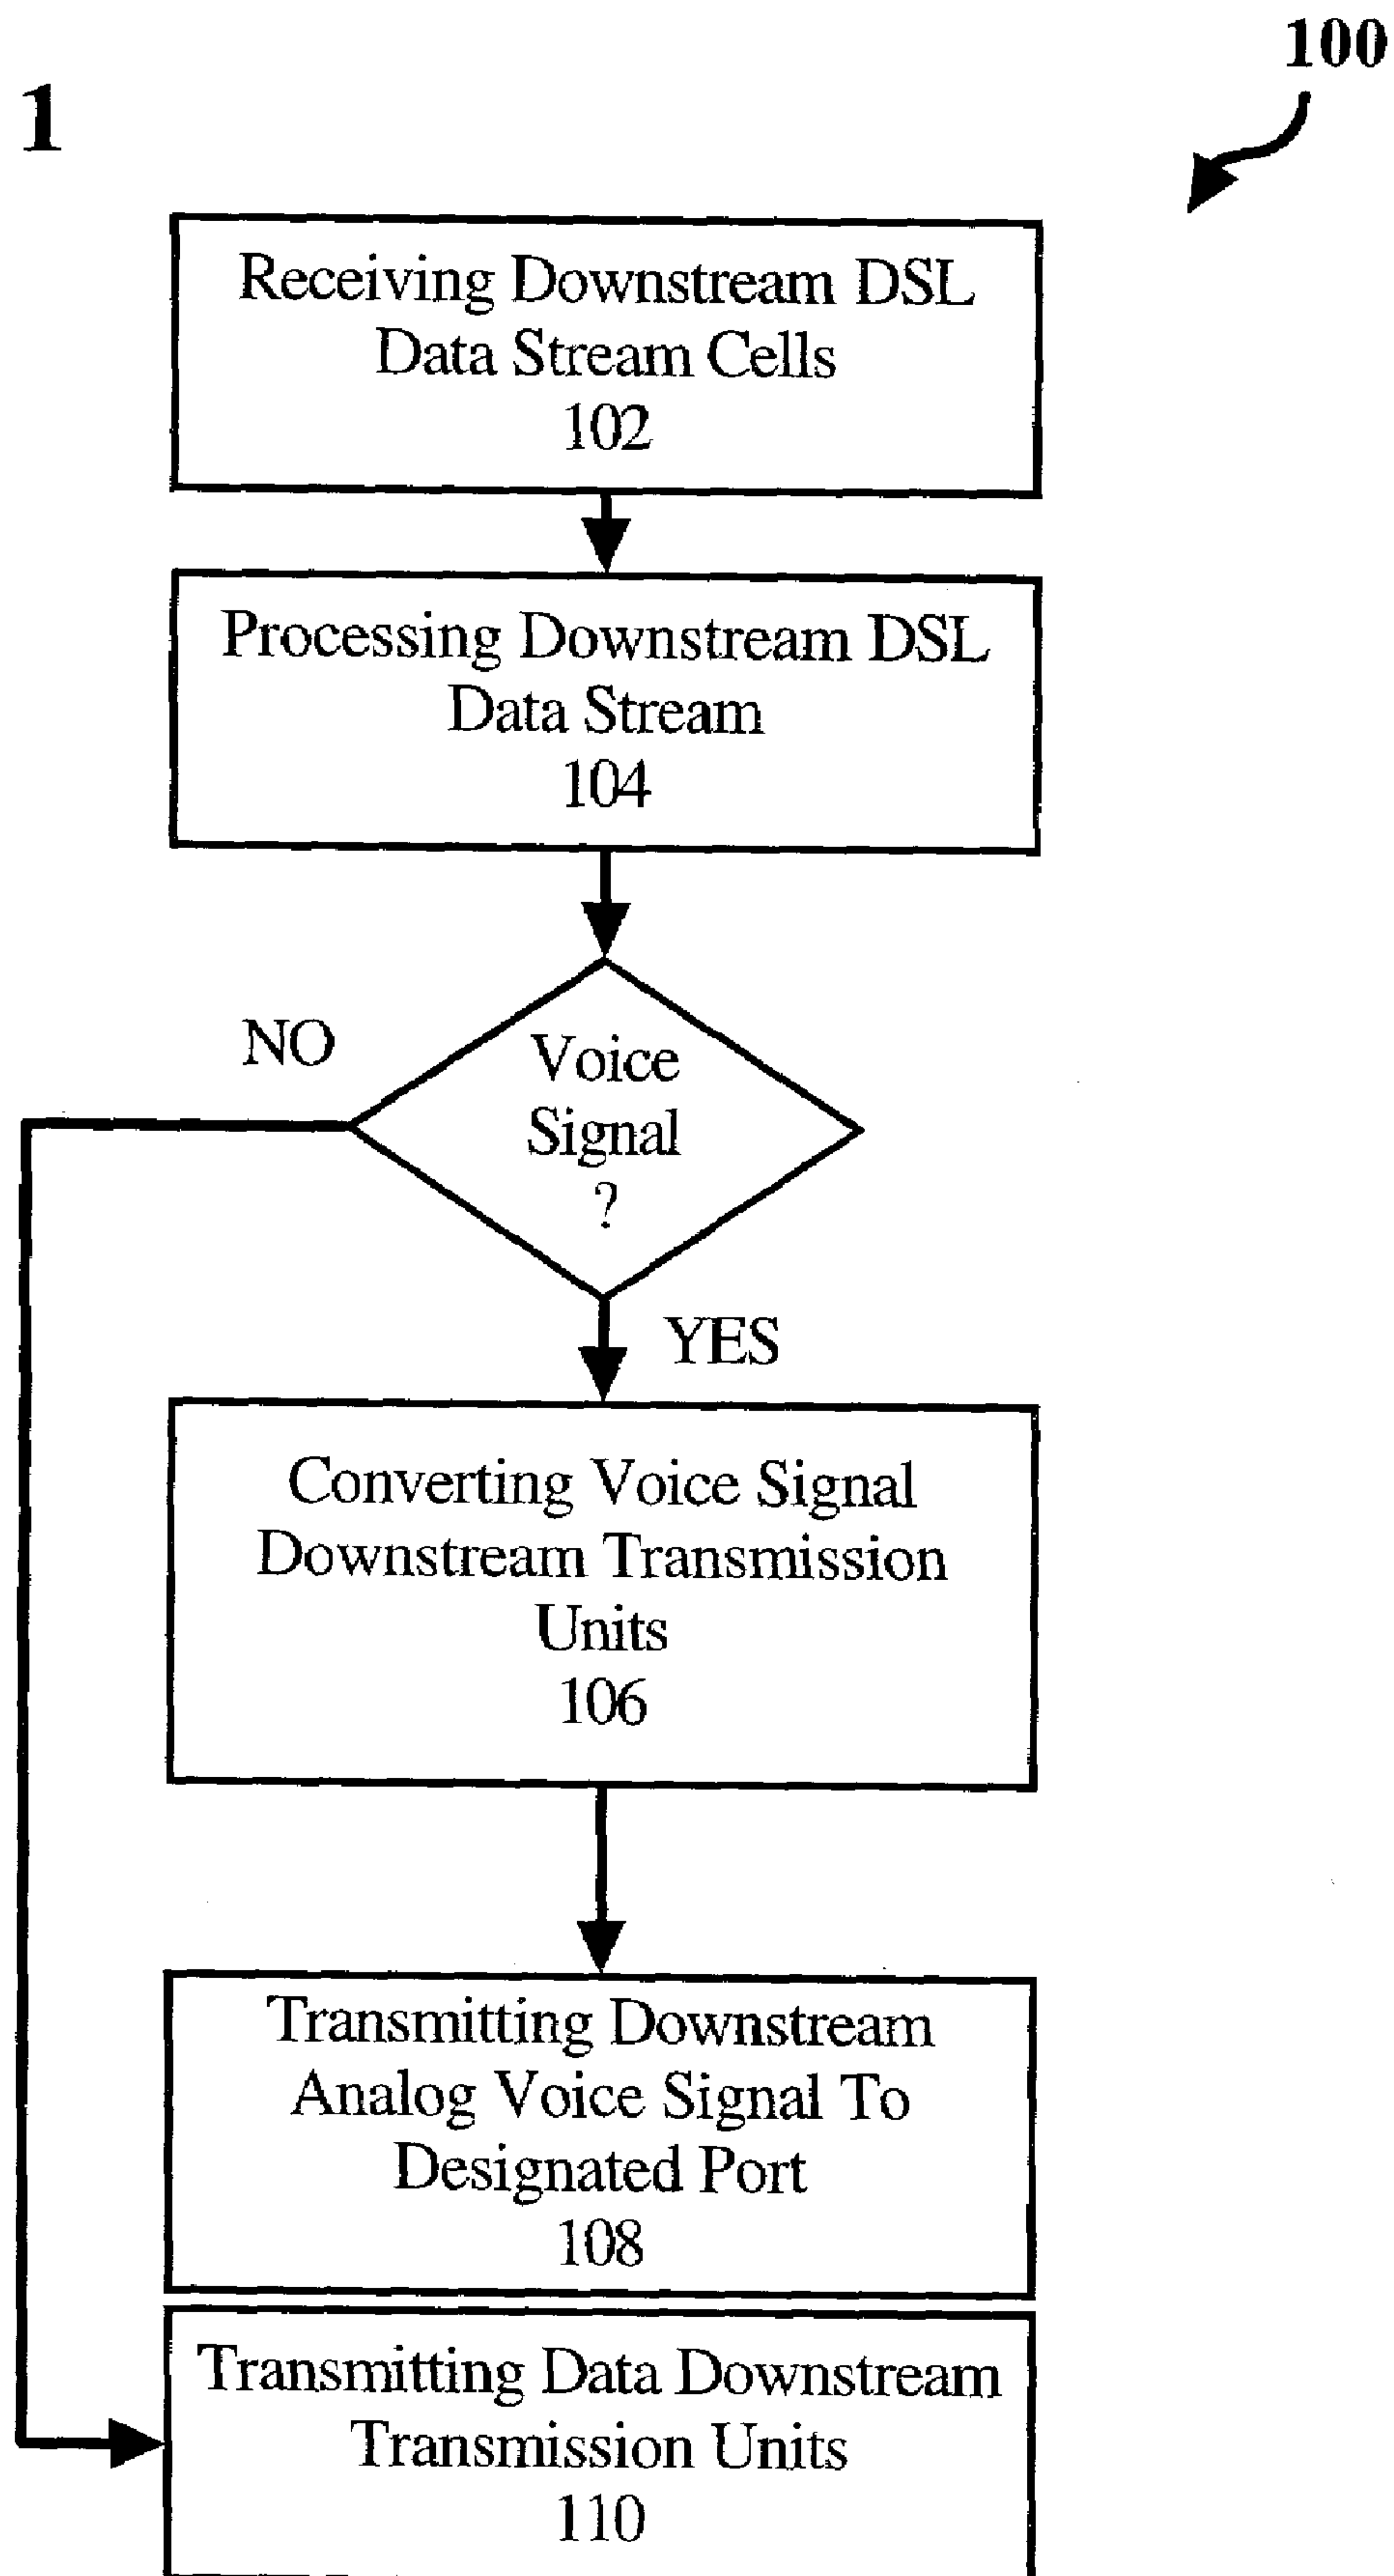 100
1
Receiving Downstream DSL
Data Stream Cells
102
Processing Downstream DSL
Data Stream
104
NO
Voice
Signal
?
YES
Converting Voice Signal
Downstream Transmission
Units
106
Transmitting Downstream
Analog Voice Signal To
Designated Port
108
Transmitting Data Downstream
Transmission Units
110